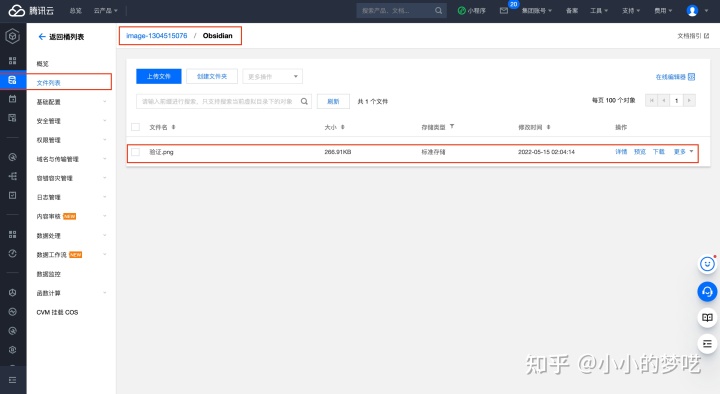 腾讯云 总览 云产品 搜索产品、文档... 小程序 20 集团账号 备案 工具 支持 费用
返回桶列表 image-1304515076 / Obsidian 文档指引
概览
文件列表
基础配置
安全管理
权限管理
域名与传输管理
容错容灾管理
日志管理
内容审核 NEW
数据处理
数据工作流 NEW
数据监控
函数计算
CVM 挂载 COS
上传文件 创建文件夹 更多操作 在线编辑器
请输入前缀进行搜索，只支持搜索当前虚拟目录下的对象 刷新 共 1 个文件 每页 100 个对象 1
文件名 大小 存储类型 修改时间 操作
验证.png 266.91KB 标准存储 2022-05-15 02:04:14 详情 预览 下载 更多
知乎 @小小的梦呓